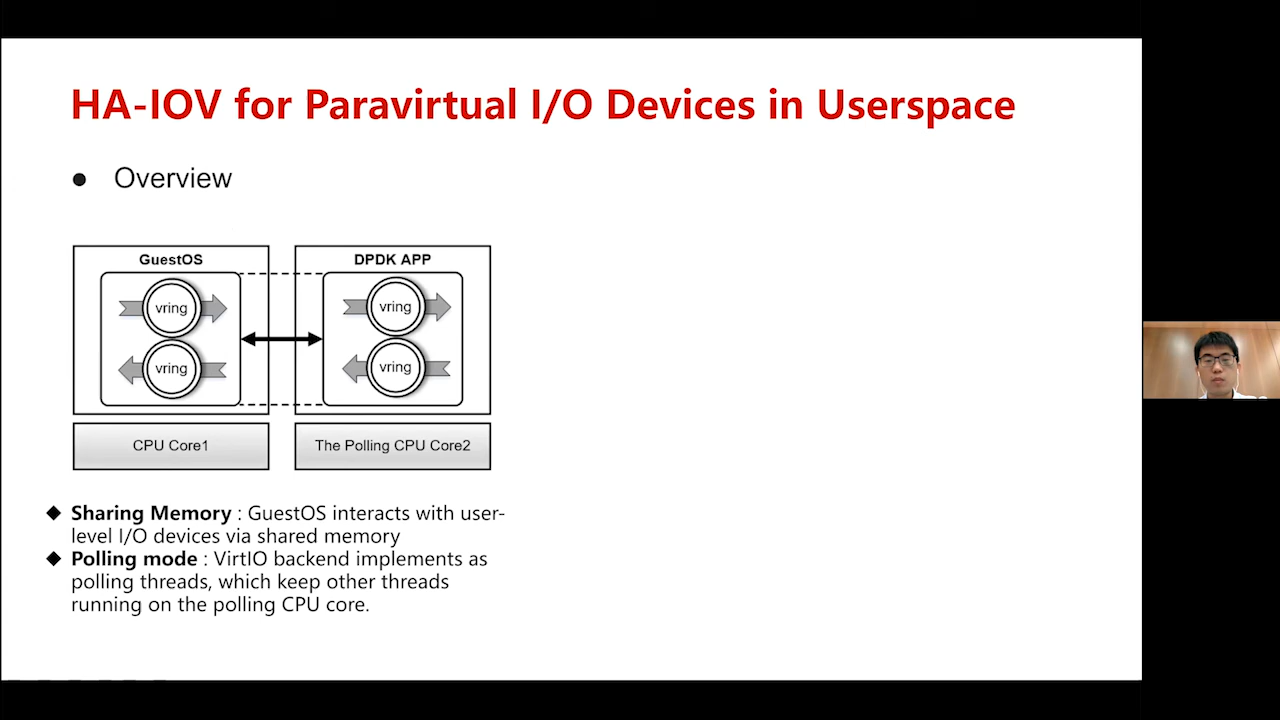 HA-IOV for Paravirtual I/O Devices in Userspace
● Overview
GuestOS
vring
vring
CPU Core1
DPDK APP
vring
vring
The Polling CPU Core2
◆ Sharing Memory : GuestOS interacts with user-
level I/O devices via shared memory
◆ Polling mode : VirtIO backend implements as
polling threads, which keep other threads
running on the polling CPU core.